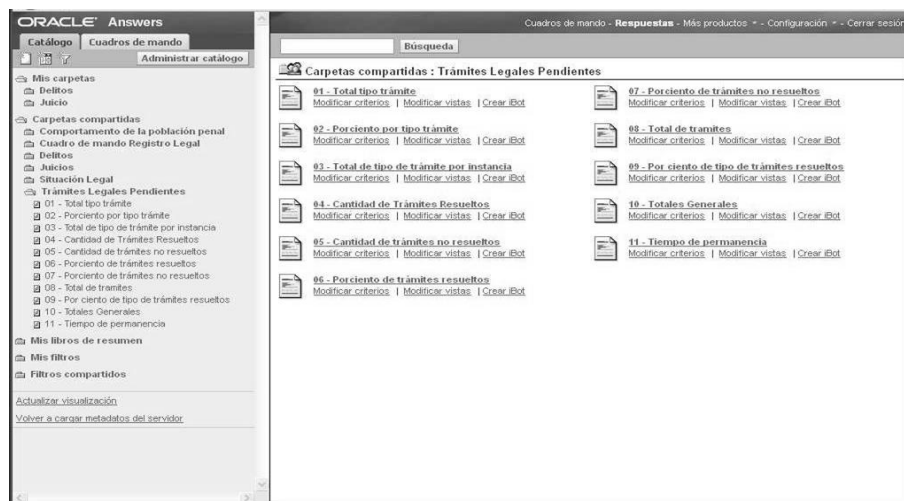 ORACLE Answers
Cuadros de mando - Respuestas - Más productos - Configuración - Cerrar sesión
Catálogo Cuadros de mando
Administrar catálogo
Búsqueda
Mis carpetas
Delitos
Juicio
Carpetas compartidas
Comportamento de la población penal
Cuadro de mando Registro Legal
Delitos
Juicios
Situación Legal
Trámites Legales Pendientes
01 - Total tipo trámite
02 - Porciento por tipo trámite
03 - Total de tipo de trámite por instancia
04 - Cantidad de Trámites Resueltos
05 - Cantidad de trámites no resueltos
06 - Porciento de trámites resueltos
07 - Porciento de trámites no resueltos
08 - Total de tramites
09 - Por ciento de tipo de trámites resueltos
10 - Totales Generales
11 - Tiempo de permanencia
Mis libros de resumen
Mis filtros
Filtros compartidos
Actualizar visualización
Volver a cargar metadatos del servidor
Carpetas compartidas : Trámites Legales Pendientes
01 - Total tipo trámite
Modificar criterios | Modificar vistas | Crear iBot
02 - Porciento por tipo trámite
Modificar criterios | Modificar vistas | Crear iBot
03 - Total de tipo de trámite por instancia
Modificar criterios | Modificar vistas | Crear iBot
04 - Cantidad de Trámites Resueltos
Modificar criterios | Modificar vistas | Crear iBot
05 - Cantidad de trámites no resueltos
Modificar criterios | Modificar vistas | Crear iBot
06 - Porciento de trámites resueltos
Modificar criterios | Modificar vistas | Crear iBot
07 - Porciento de trámites no resueltos
Modificar criterios | Modificar vistas | Crear iBot
08 - Total de tramites
Modificar criterios | Modificar vistas | Crear iBot
09 - Por ciento de tipo de trámites resueltos
Modificar criterios | Modificar vistas | Crear iBot
10 - Totales Generales
Modificar criterios | Modificar vistas | Crear iBot
11 - Tiempo de permanencia
Modificar criterios | Modificar vistas | Crear iBot